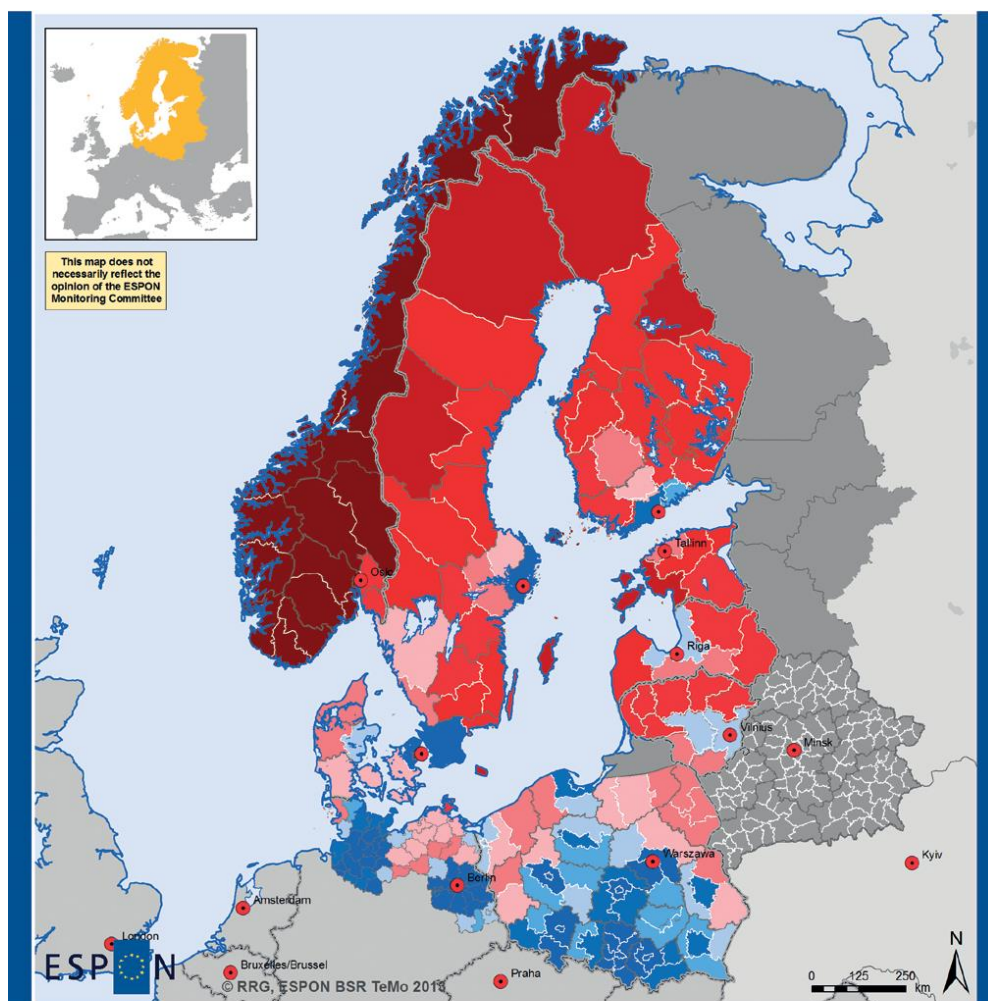 This map does not
necessarily reflect the
opinion of the ESPON
Monitoring Committee
Oslo
Tallinn
Riga
Vilnius
Minsk
Warszawa
Kyiv
Berlin
Amsterdam
London
Bruxelles/Brussel
Praha
ESPON
© RRG, ESPON BSR TeMo 2013
N
0 125 250
km